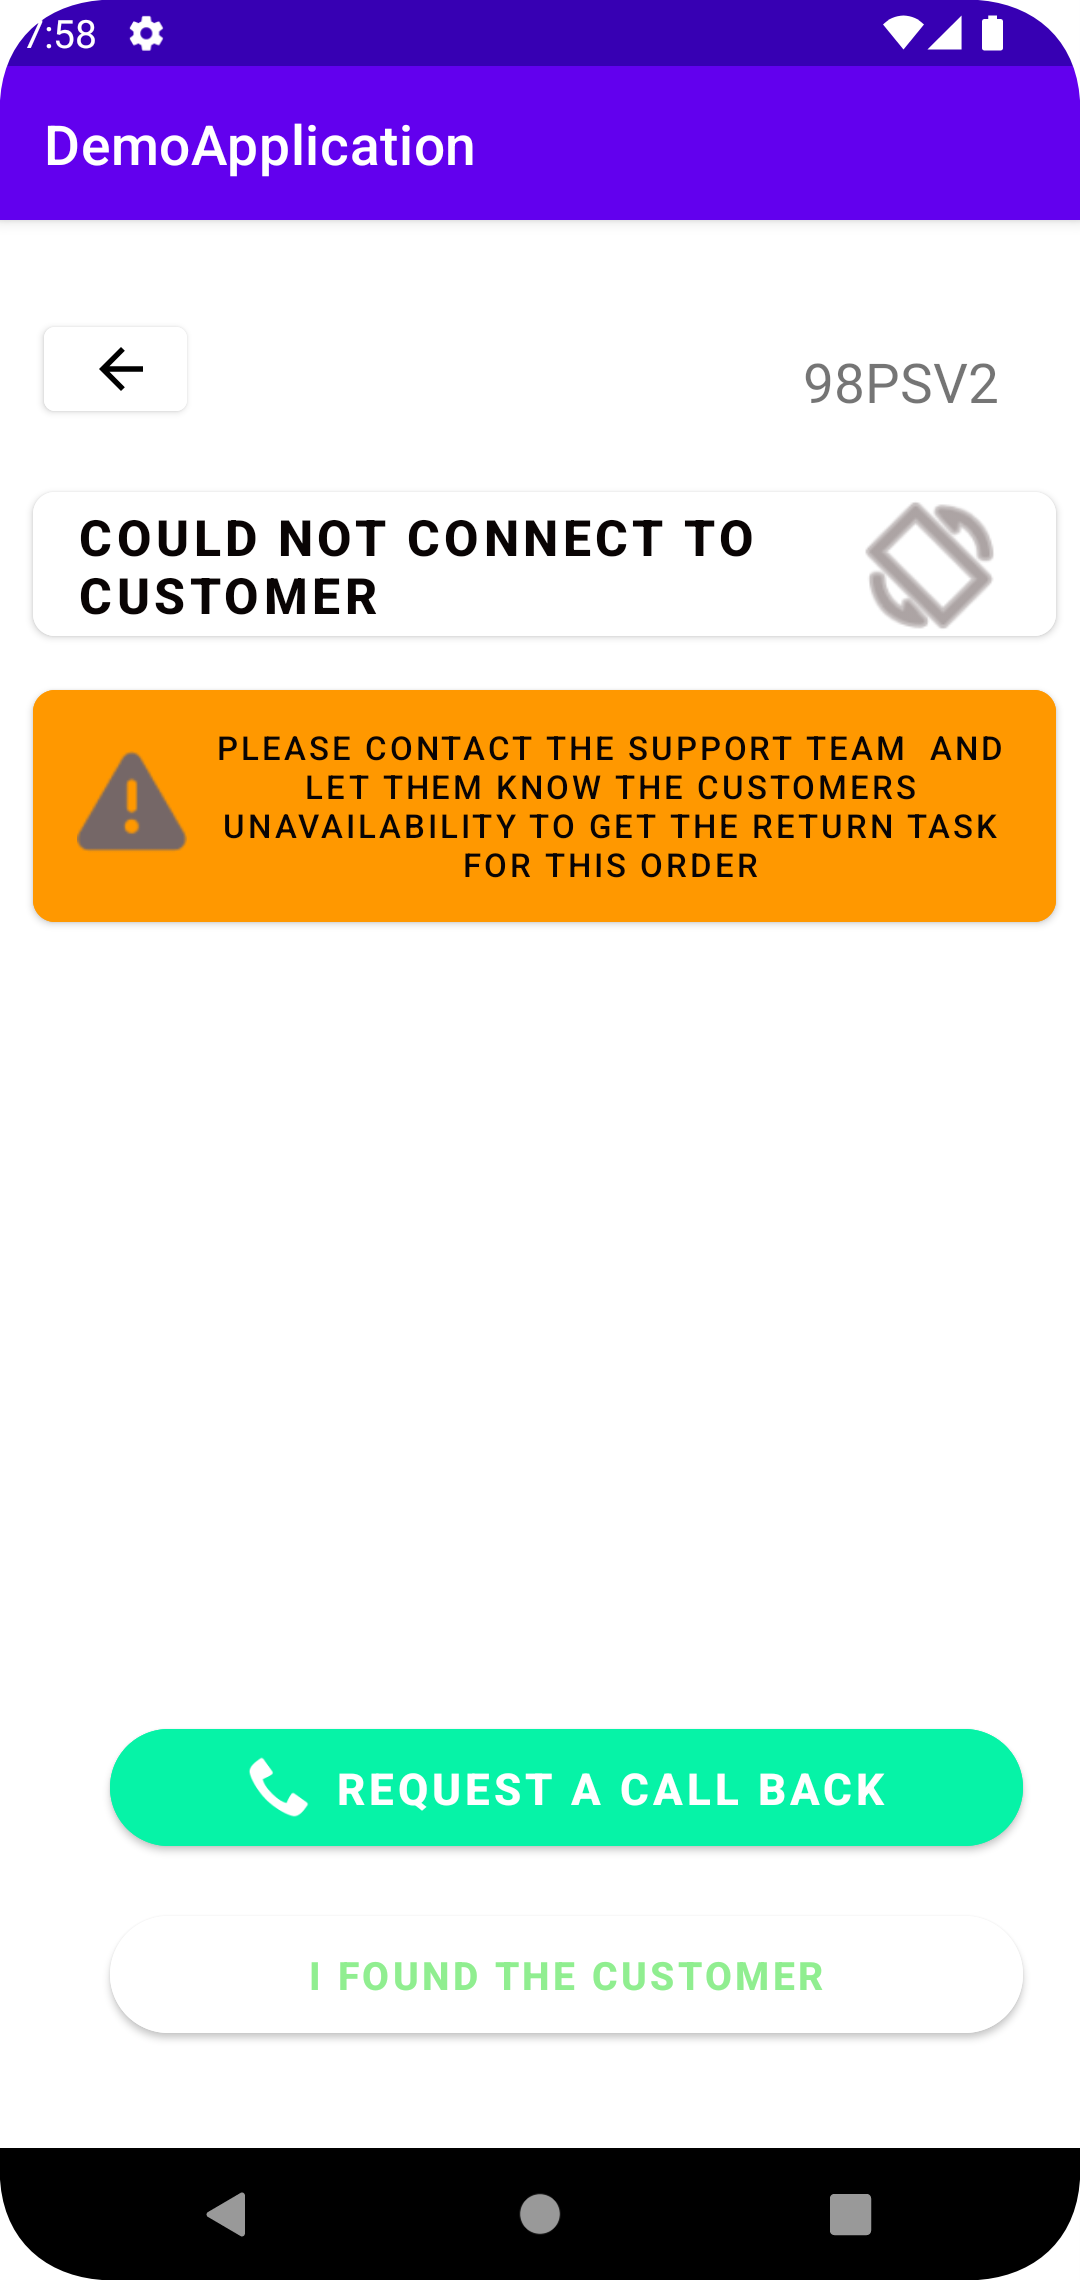 7:58
DemoApplication
98PSV2
COULD NOT CONNECT TO
CUSTOMER
PLEASE CONTACT THE SUPPORT TEAM  AND
LET THEM KNOW THE CUSTOMERS
UNAVAILABILITY TO GET THE RETURN TASK
FOR THIS ORDER
REQUEST A CALL BACK
I FOUND THE CUSTOMER